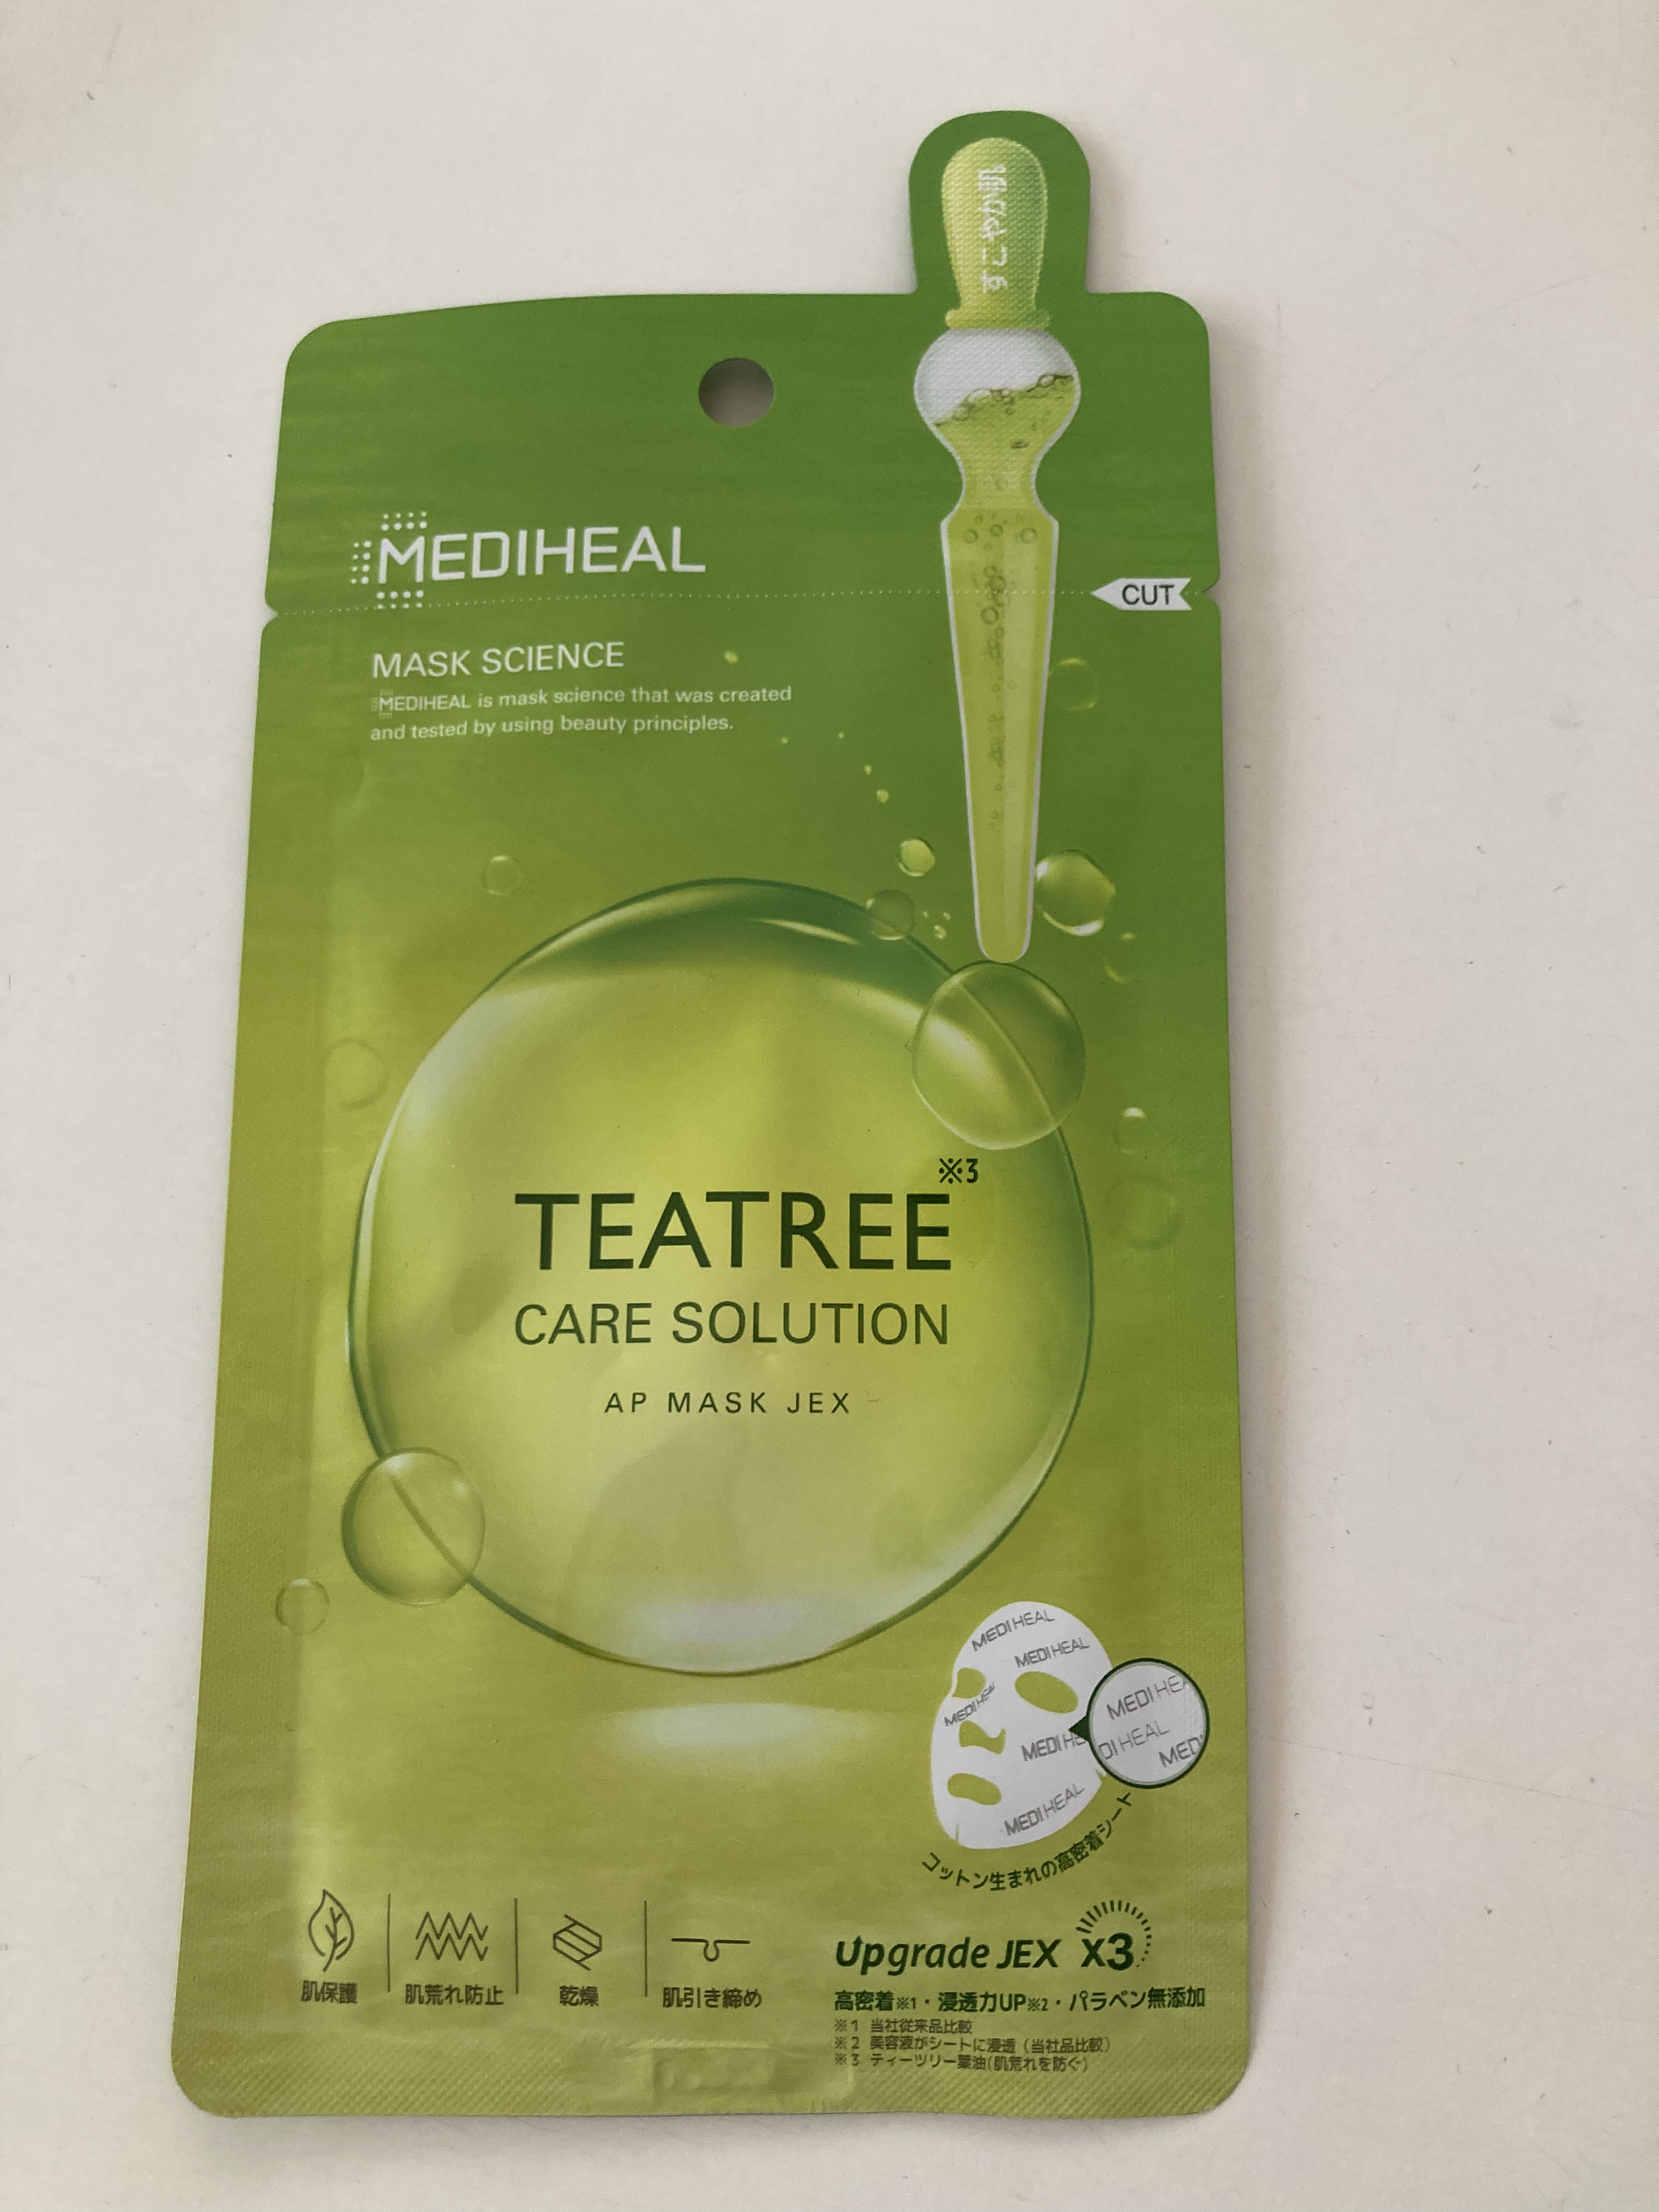 すこやか肌
MEDIHEAL
CUT
MASK SCIENCE
MEDIHEAL is mask science that was created
and tested by using beauty principles.
※3
TEATREE
CARE SOLUTION
AP MASK JEX
MEDIHEAL
MEDIHEAL
MEDIHEAL
MEDIHE
MEDIHEAL
MEDIHEA
DIHEAL
MEDI
コットン生まれの高密着シート
肌保護
肌荒れ防止
乾燥
肌引き締め
Upgrade JEX X3
高密着※1・浸透力UP※2・パラベン無添加
※1 当社従来品比較
※2 美容液がシートに浸透(当社品比較)
※3 ティーツリー葉油(肌荒れを防ぐ)